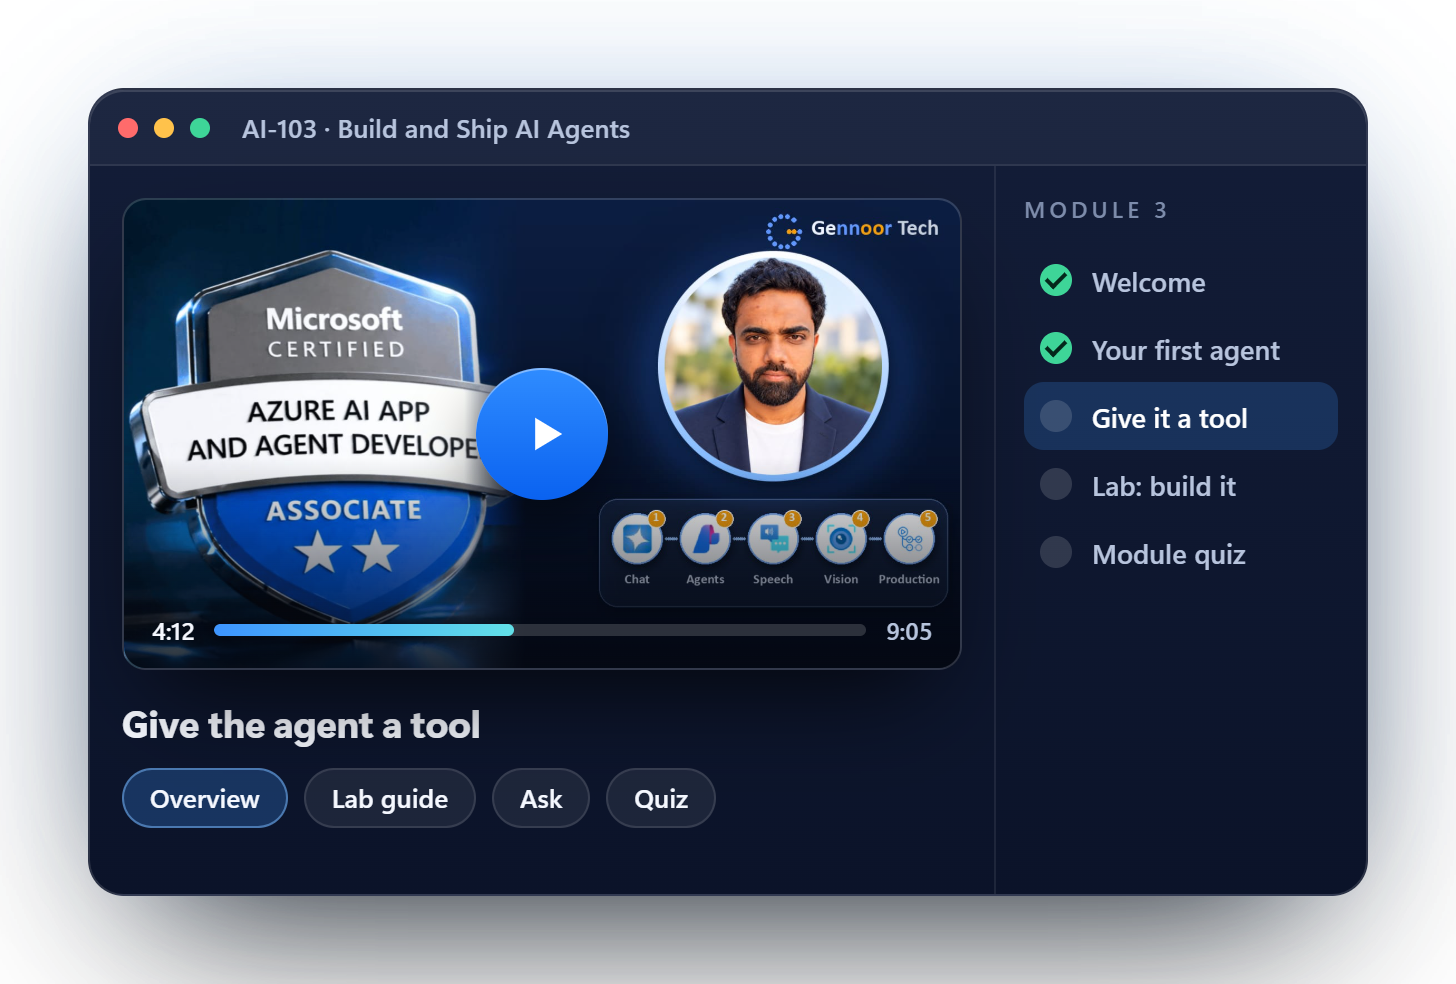 AI-103 · Build and Ship AI Agents
Gennoor Tech
Microsoft
CERTIFIED
AZURE AI APP
AND AGENT DEVELOPE
ASSOCIATE
1 2 3 4 5
Chat Agents Speech Vision Production
4:12 9:05
Give the agent a tool
Overview Lab guide Ask Quiz
MODULE 3
Welcome
Your first agent
Give it a tool
Lab: build it
Module quiz